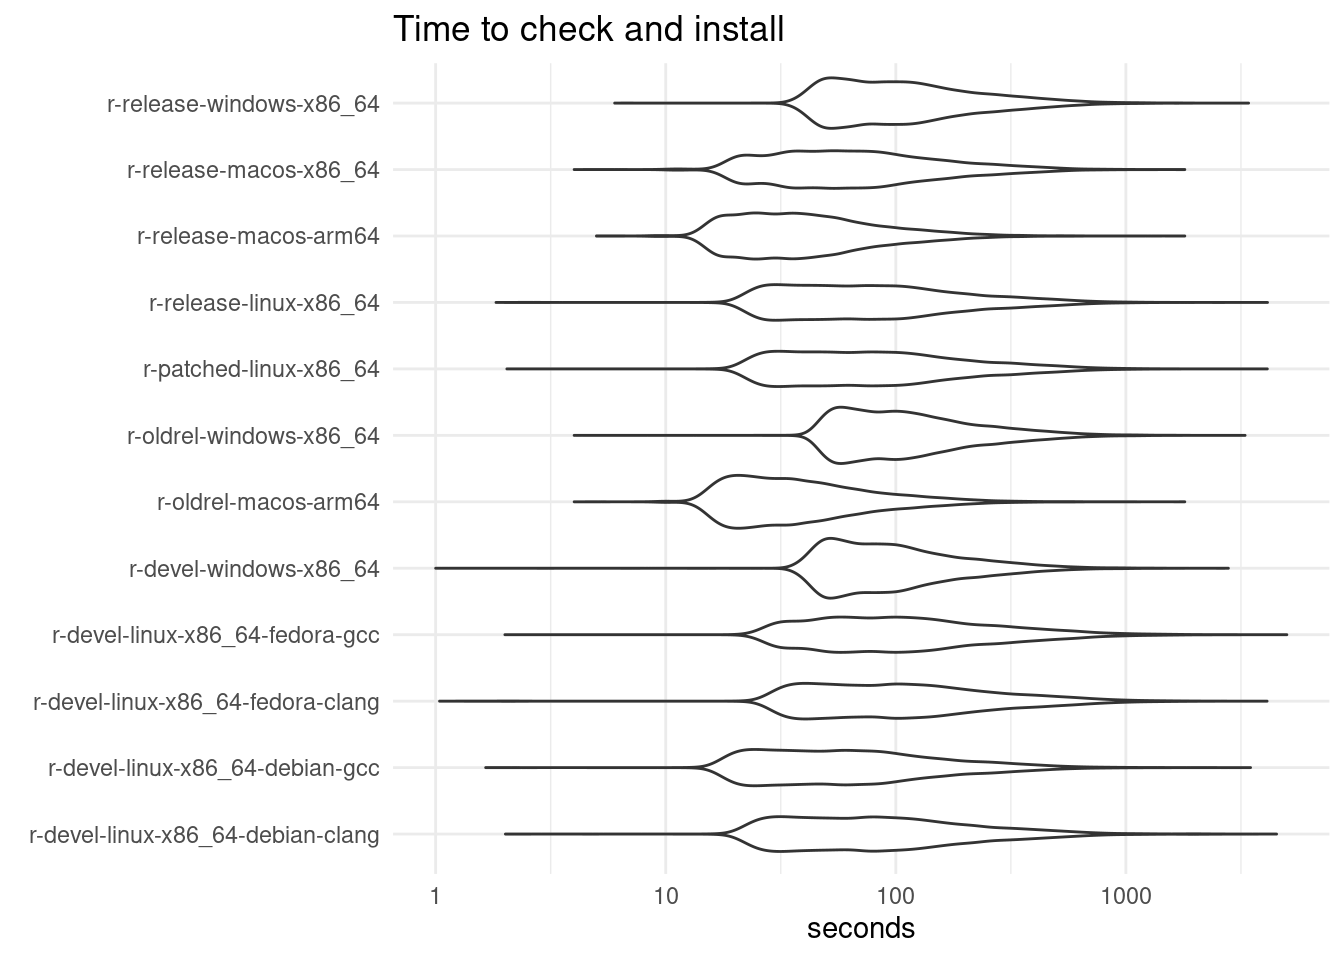 Time to check and install
r-release-windows-x86_64
r-release-macos-x86_64
r-release-macos-arm64
r-release-linux-x86_64
r-patched-linux-x86_64
r-oldrel-windows-x86_64
r-oldrel-macos-arm64
r-devel-windows-x86_64
r-devel-linux-x86_64-fedora-gcc
r-devel-linux-x86_64-fedora-clang
r-devel-linux-x86_64-debian-gcc
r-devel-linux-x86_64-debian-clang
1 10 100 1000
seconds